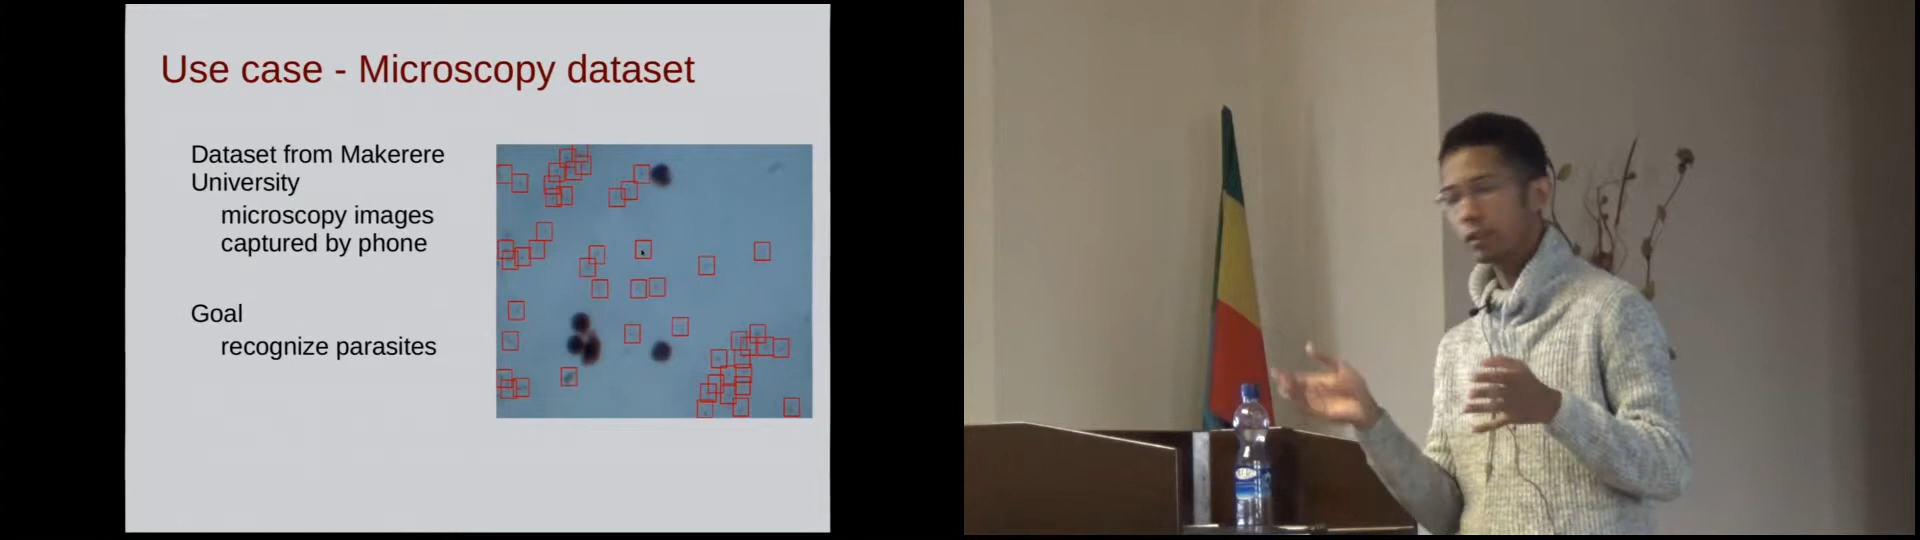 Use case - Microscopy dataset
Dataset from Makerere
University
microscopy images
captured by phone
Goal
recognize parasites